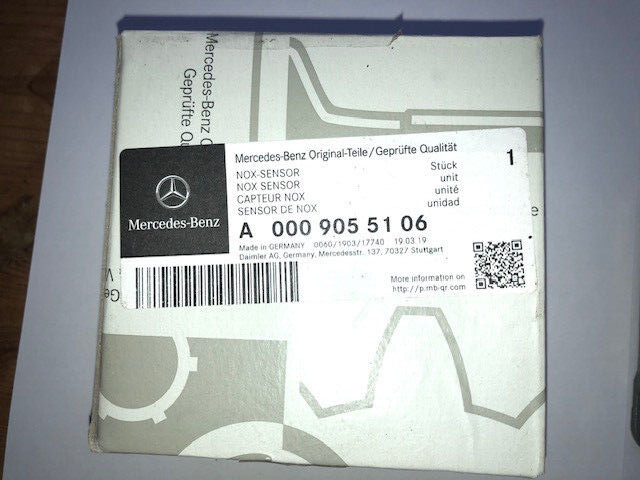 Mercedes-Benz
Geprüfte Qu
Mercedes-Benz Original-Teile/Geprüfte Qualität
NOX-SENSOR
NOX SENSOR
CAPTEUR NOX
SENSOR DE NOX
Stück
unit
unité
unidad
1
Mercedes-Benz
A 000 905 51 06
Made in GERMANY 0060/1903/17740 19.03.19
Daimler AG, Germany, Mercedesstr. 137, 70327 Stuttgart
More information on
http://p.mb-qr.com